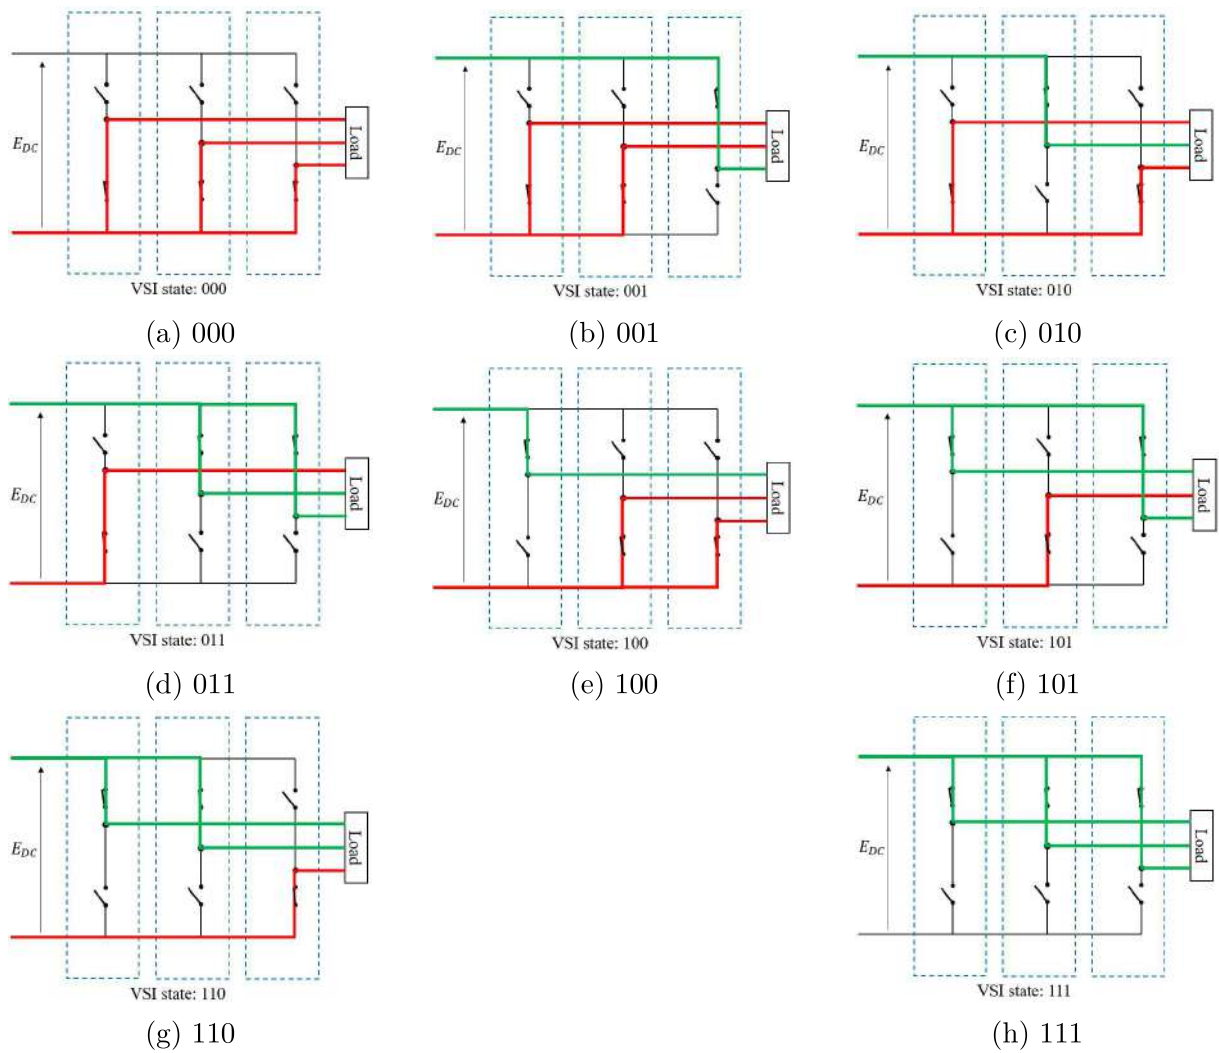 E_DC
Load
VSI state: 000
(a) 000
E_DC
Load
VSI state: 001
(b) 001
E_DC
Load
VSI state: 010
(c) 010
E_DC
Load
VSI state: 011
(d) 011
E_DC
Load
VSI state: 100
(e) 100
E_DC
Load
VSI state: 101
(f) 101
E_DC
Load
VSI state: 110
(g) 110
E_DC
Load
VSI state: 111
(h) 111